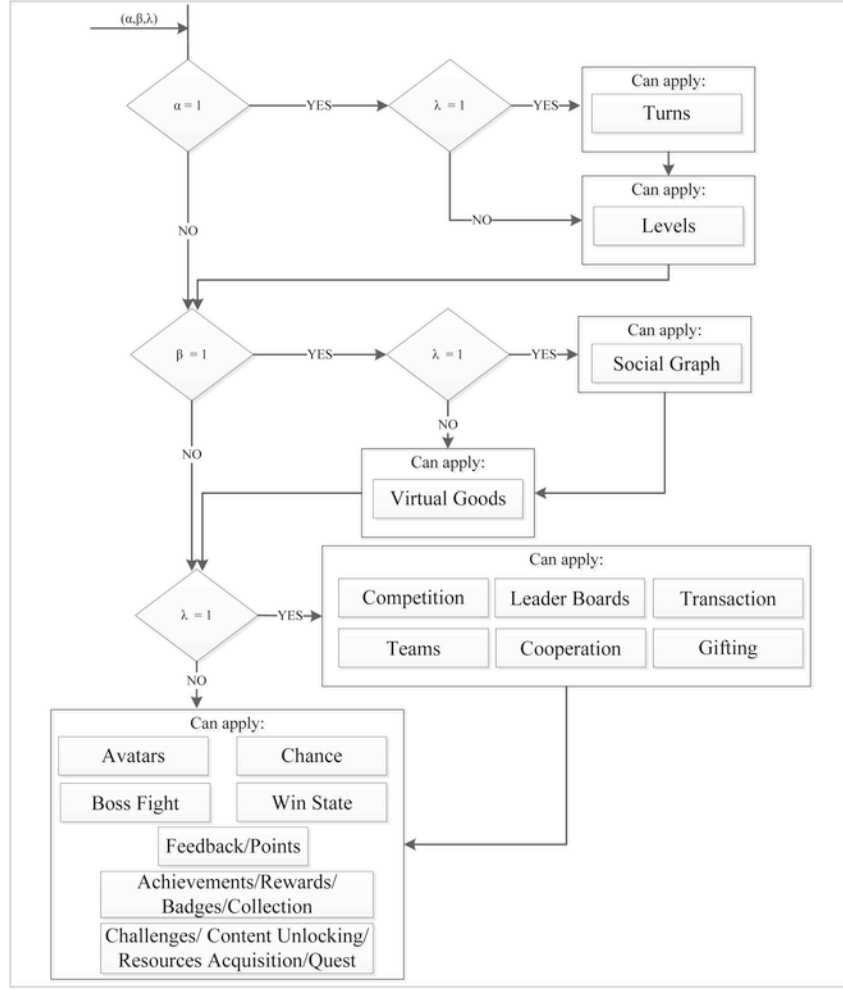 (α,β,λ)
α = 1
YES
λ = 1
YES
Can apply:
Turns
NO
NO
Can apply:
Levels
β = 1
YES
λ = 1
YES
Can apply:
Social Graph
NO
NO
Can apply:
Virtual Goods
λ = 1
YES
Can apply:
Competition
Leader Boards
Transaction
Teams
Cooperation
Gifting
NO
Can apply:
Avatars
Chance
Boss Fight
Win State
Feedback/Points
Achievements/Rewards/
Badges/Collection
Challenges/ Content Unlocking/
Resources Acquisition/Quest